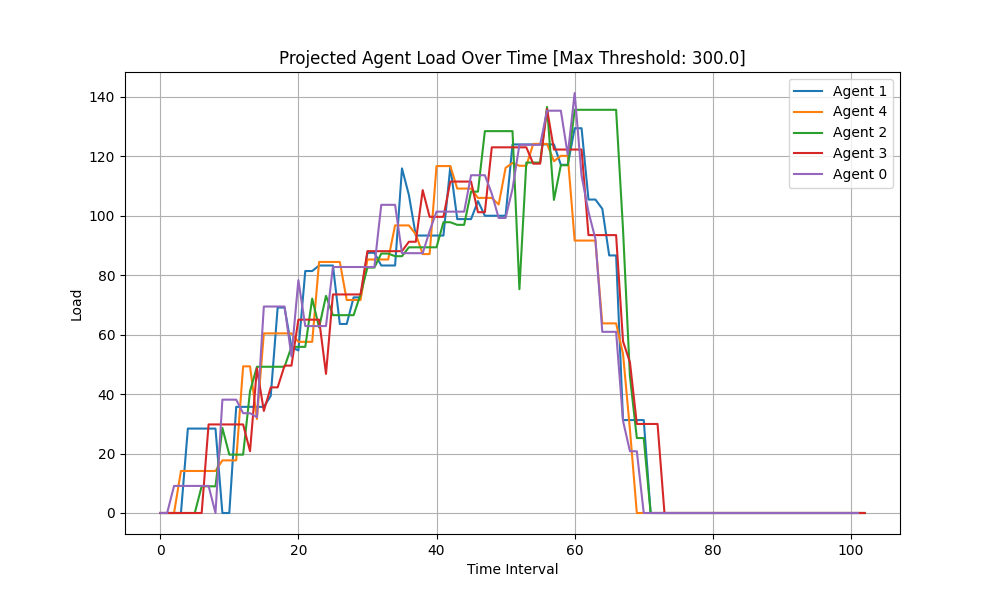 Projected Agent Load Over Time [Max Threshold: 300.0]
Load
140
120
100
80
60
40
20
0
0 20 40 60 80 100
Time Interval
Agent 1
Agent 4
Agent 2
Agent 3
Agent 0